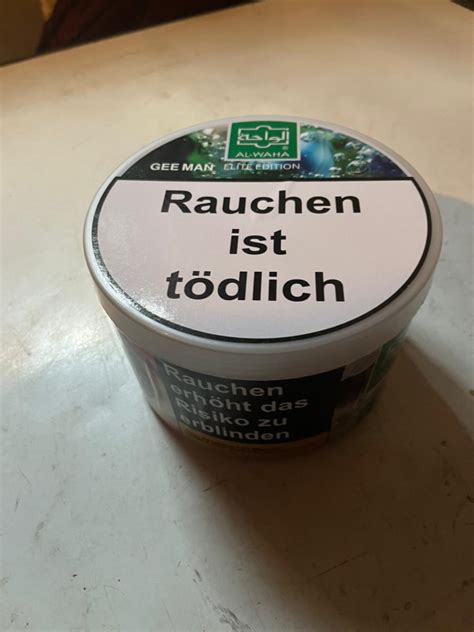 الواحة
AL-WAHA
GEE MAN ELITE EDITION
Rauchen
ist
tödlich
Rauchen
erhöht das
Risiko zu
erblinden